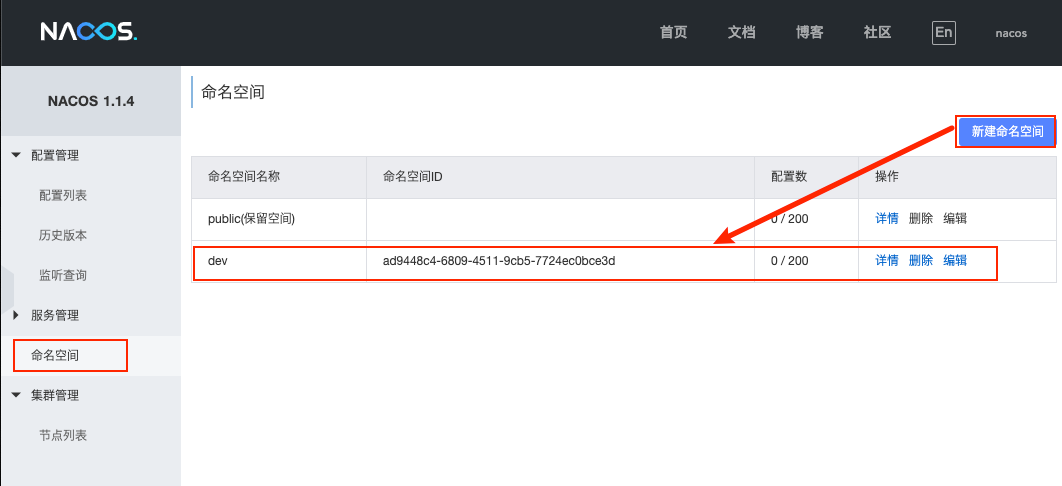 NACOS.
首页 文档 博客 社区 En nacos
NACOS 1.1.4
配置管理
配置列表
历史版本
监听查询
服务管理
命名空间
集群管理
节点列表
命名空间
新建命名空间
命名空间名称 命名空间ID 配置数 操作
public(保留空间) 0 / 200 详情 删除 编辑
dev ad9448c4-6809-4511-9cb5-7724ec0bce3d 0 / 200 详情 删除 编辑